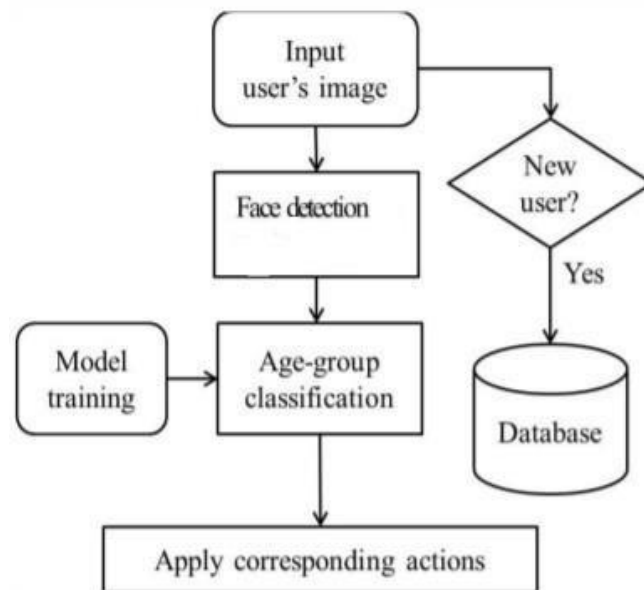 Input
user's image
New
user?
Face detection
Yes
Model
training
Age-group
classification
Database
Apply corresponding actions